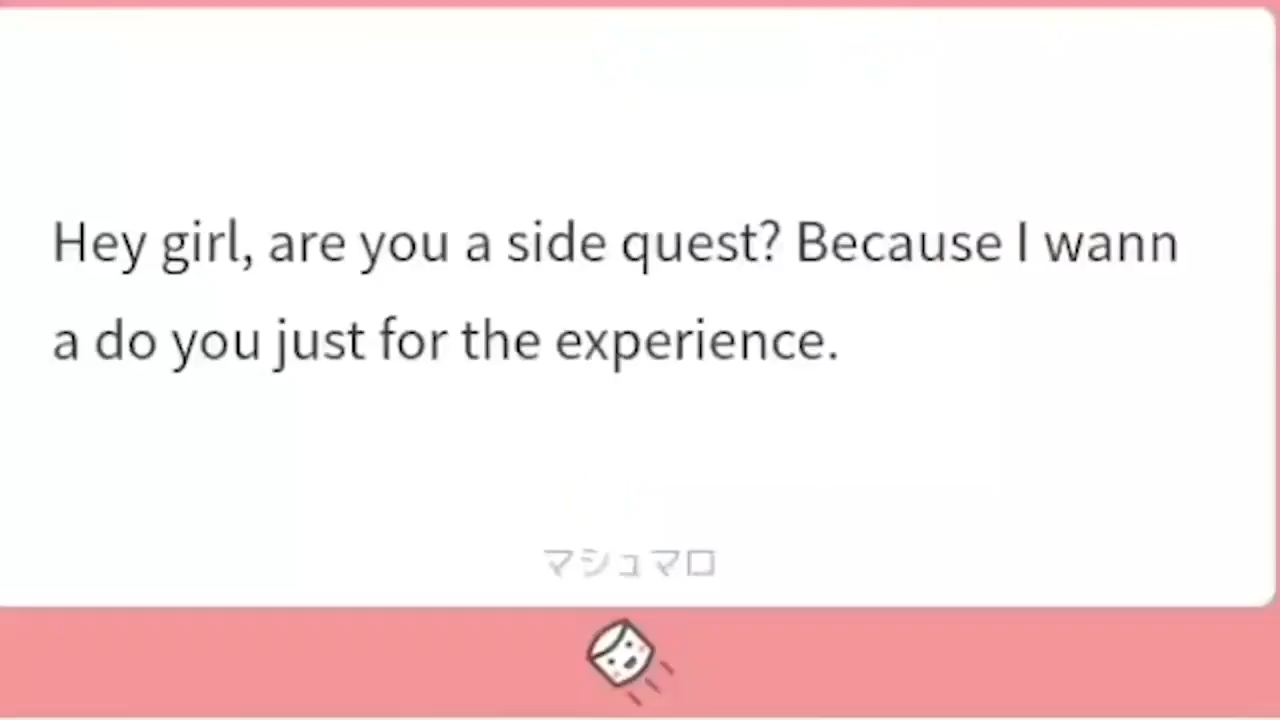 Hey girl, are you a side quest? Because I wann
a do you just for the experience.
マシュマロ